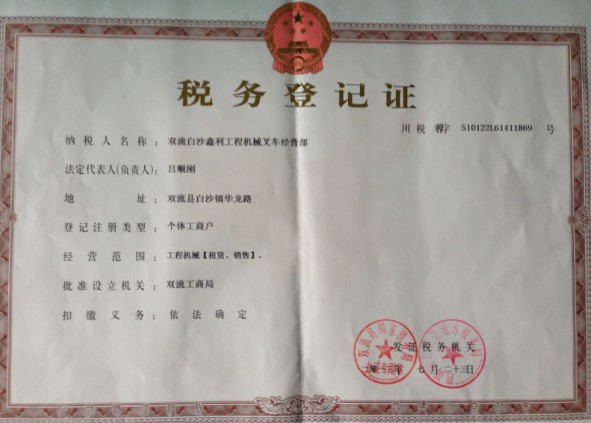 税务登记证
川税蓉字 510122L61411869 号
纳税人名称: 双流白沙鑫利工程机械叉车经营部
法定代表人(负责人): 吕顺刚
地址: 双流县白沙镇华龙路
登记注册类型: 个体工商户
经营范围: 工程机械【租赁、销售】。
批准设立机关: 双流工商局
扣缴义务: 依法确定
发证税务机关
年七月二十三日